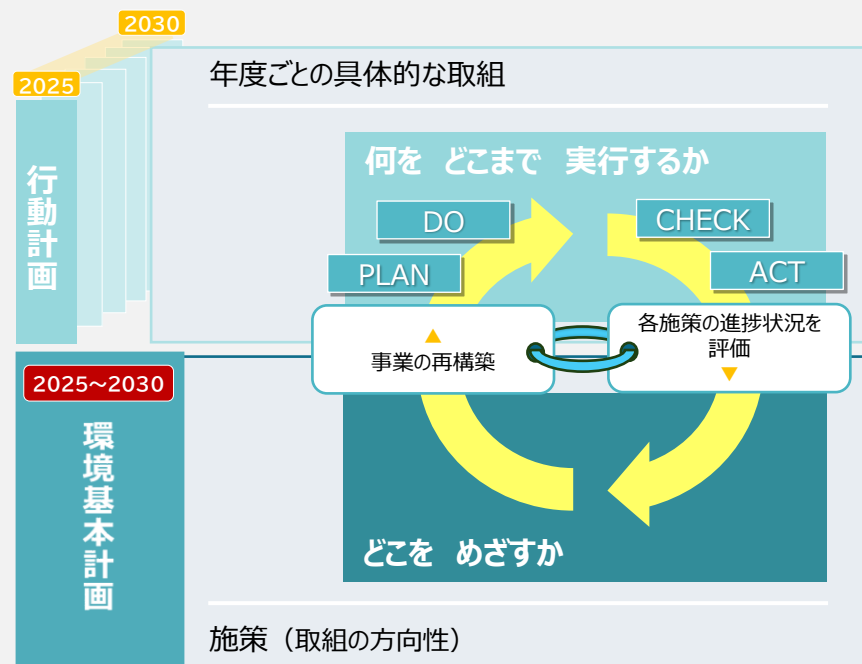 2030
2025
年度ごとの具体的な取組
行動計画
何を どこまで 実行するか
DO
CHECK
PLAN
ACT
▲
事業の再構築
各施策の進捗状況を
評価
▼
2025～2030
環境基本計画
どこを めざすか
施策（取組の方向性）